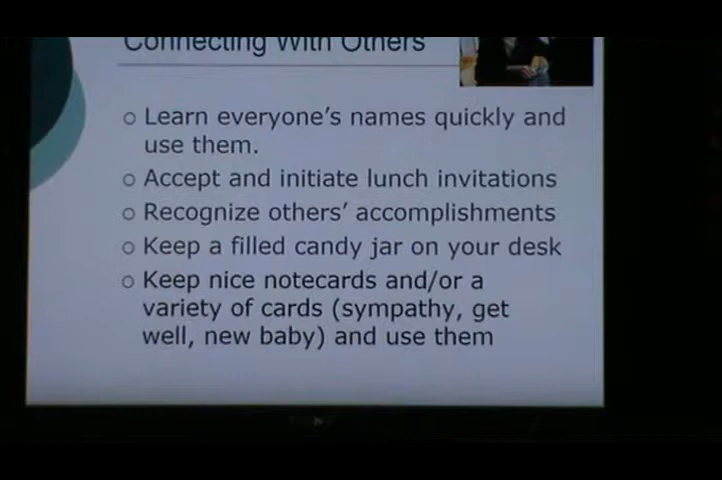 Connecting With Others
Learn everyone's names quickly and
use them.
Accept and initiate lunch invitations
Recognize others' accomplishments
Keep a filled candy jar on your desk
Keep nice notecards and/or a
variety of cards (sympathy, get
well, new baby) and use them